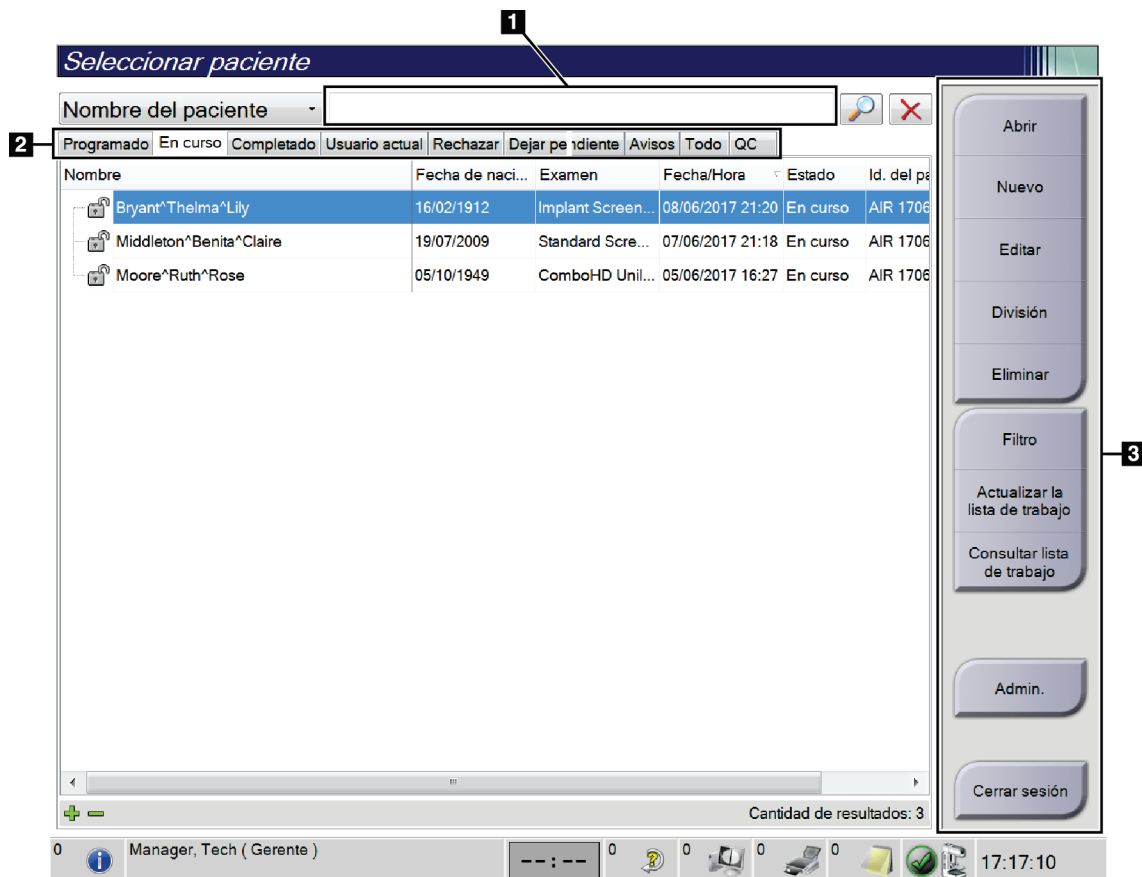 1
Seleccionar paciente
Nombre del paciente
2
Programado En curso Completado Usuario actual Rechazar Dejar pendiente Avisos Todo QC
Nombre Fecha de naci... Examen Fecha/Hora Estado Id. del pa
Bryant^Thelma^Lily 16/02/1912 Implant Screen... 08/06/2017 21:20 En curso AIR 1706
Middleton^Benita^Claire 19/07/2009 Standard Scre... 07/06/2017 21:18 En curso AIR 1706
Moore^Ruth^Rose 05/10/1949 ComboHD Unil... 05/06/2017 16:27 En curso AIR 1706
Cantidad de resultados: 3
Abrir
Nuevo
Editar
División
Eliminar
Filtro
Actualizar la
lista de trabajo
Consultar lista
de trabajo
Admin.
Cerrar sesión
3
0 Manager, Tech ( Gerente ) --:-- 0 0 0 0 17:17:10